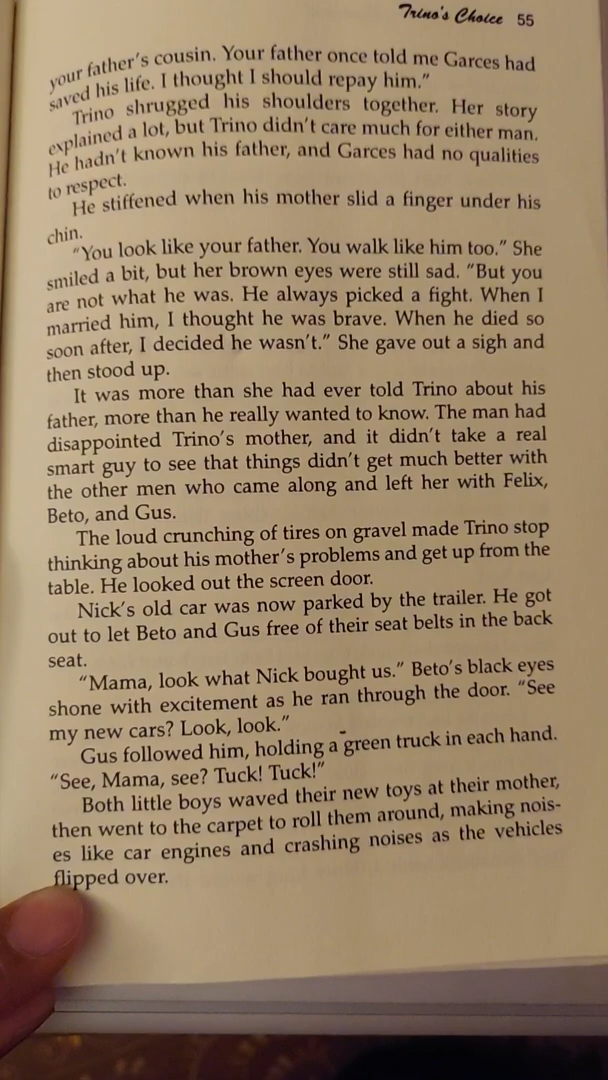 Trino's Choice 55
your father's cousin. Your father once told me Garces had
saved his life. I thought I should repay him."
Trino shrugged his shoulders together. Her story
explained a lot, but Trino didn't care much for either man.
He hadn't known his father, and Garces had no qualities
to respect.
He stiffened when his mother slid a finger under his
chin.
"You look like your father. You walk like him too." She
smiled a bit, but her brown eyes were still sad. "But you
are not what he was. He always picked a fight. When I
married him, I thought he was brave. When he died so
soon after, I decided he wasn't." She gave out a sigh and
then stood up.
It was more than she had ever told Trino about his
father, more than he really wanted to know. The man had
disappointed Trino's mother, and it didn't take a real
smart guy to see that things didn't get much better with
the other men who came along and left her with Felix,
Beto, and Gus.
The loud crunching of tires on gravel made Trino stop
thinking about his mother's problems and get up from the
table. He looked out the screen door.
Nick's old car was now parked by the trailer. He got
out to let Beto and Gus free of their seat belts in the back
seat.
"Mama, look what Nick bought us." Beto's black eyes
shone with excitement as he ran through the door. "See
my new cars? Look, look."
Gus followed him, holding a green truck in each hand.
"See, Mama, see? Tuck! Tuck!"
Both little boys waved their new toys at their mother,
then went to the carpet to roll them around, making nois-
es like car engines and crashing noises as the vehicles
flipped over.